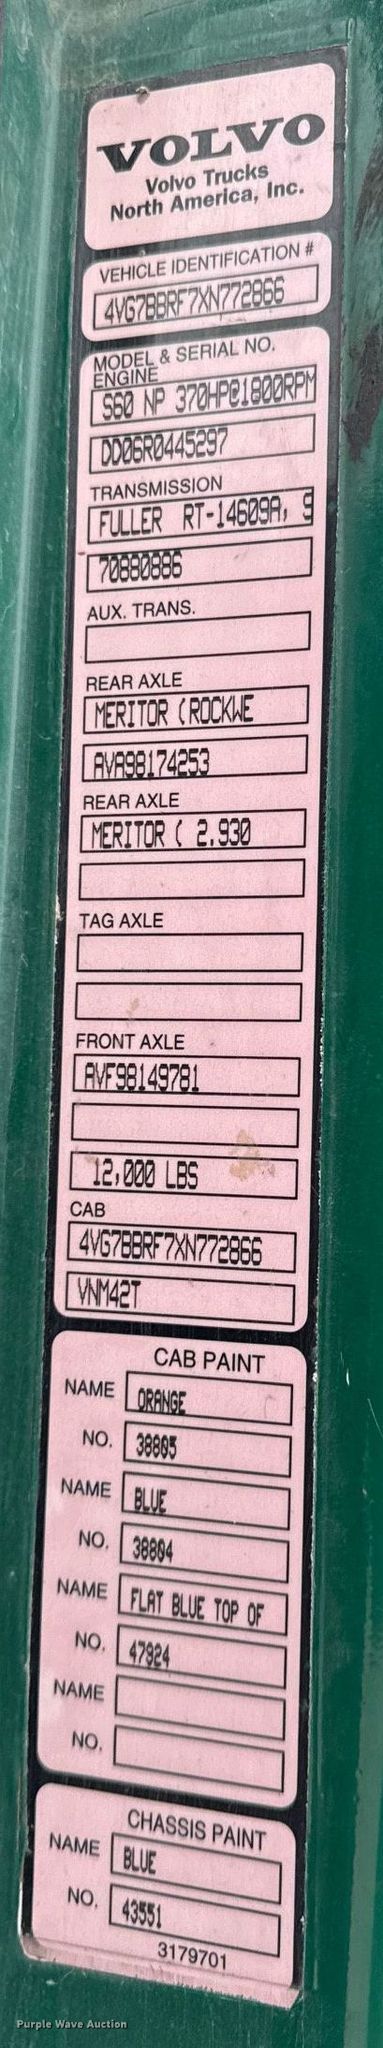 VOLVO
Volvo Trucks
North America, Inc.
VEHICLE IDENTIFICATION #
4VG7BBRF7XN772866
MODEL & SERIAL NO.
ENGINE
S60 NP 370HP@1800RPM
DD06R0445297
TRANSMISSION
FULLER RT-14609A, 9
70880886
AUX. TRANS.
REAR AXLE
MERITOR (ROCKWE
AVA98174253
REAR AXLE
MERITOR ( 2.930
TAG AXLE
FRONT AXLE
AVF98149781
12,000 LBS
CAB
4VG7BBRF7XN772866
VNM42T
CAB PAINT
NAME ORANGE
NO. 38805
NAME BLUE
NO. 38804
NAME FLAT BLUE TOP OF
NO. 47924
NAME
NO.
CHASSIS PAINT
NAME BLUE
NO. 43551
3179701
Purple Wave Auction